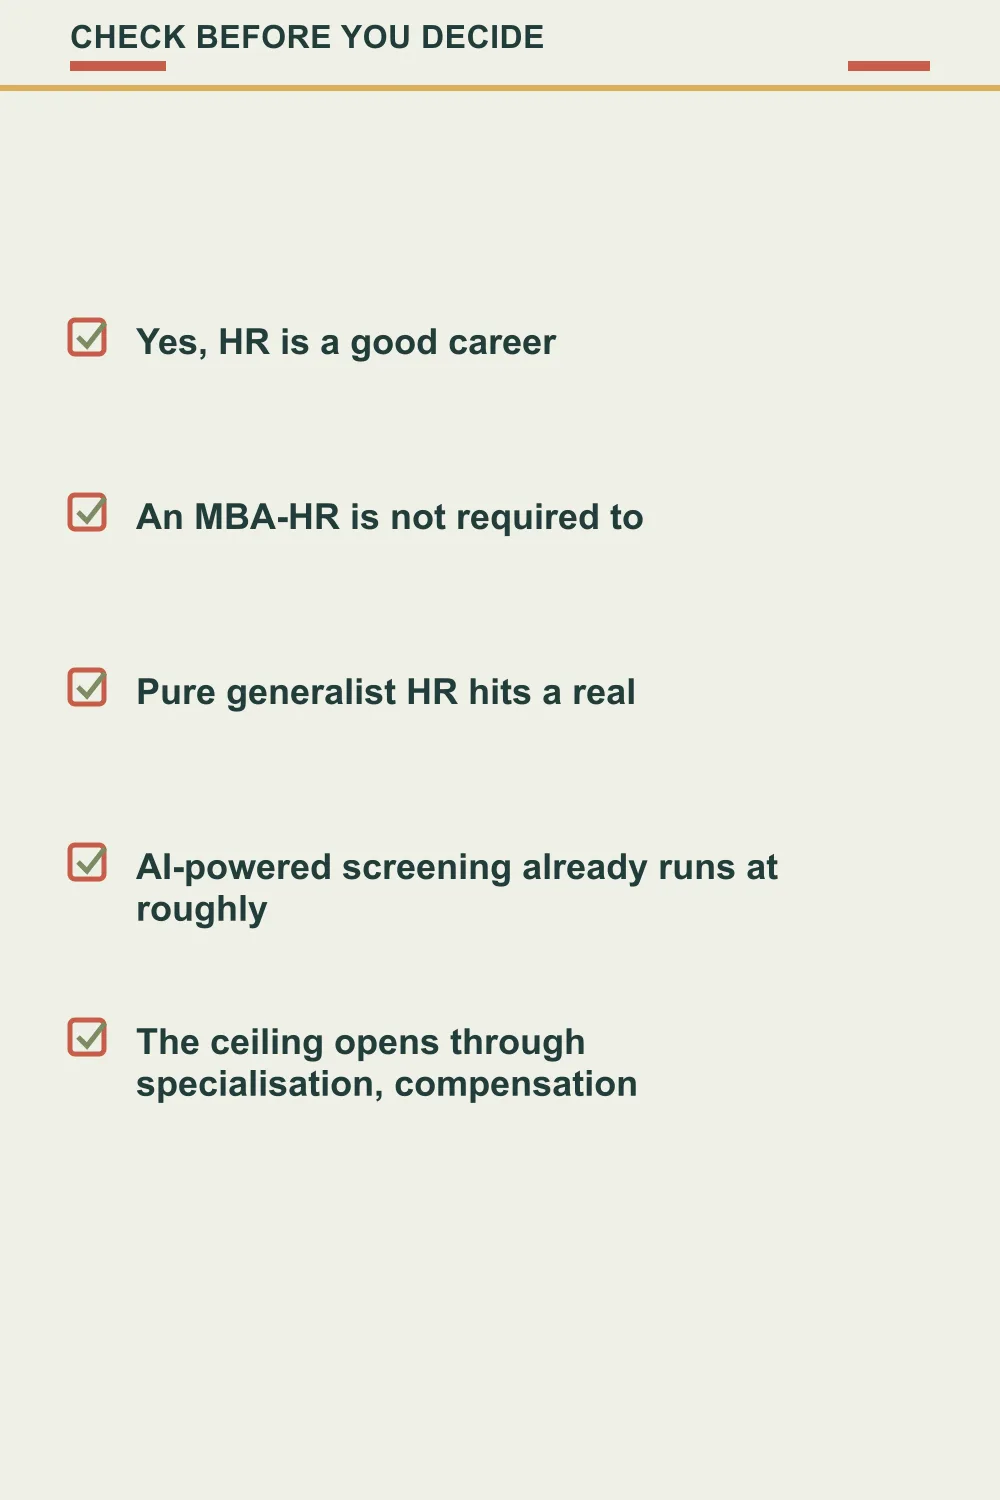 CHECK BEFORE YOU DECIDE
Yes, HR is a good career
An MBA-HR is not required to
Pure generalist HR hits a real
AI-powered screening already runs at
roughly
The ceiling opens through
specialisation, compensation